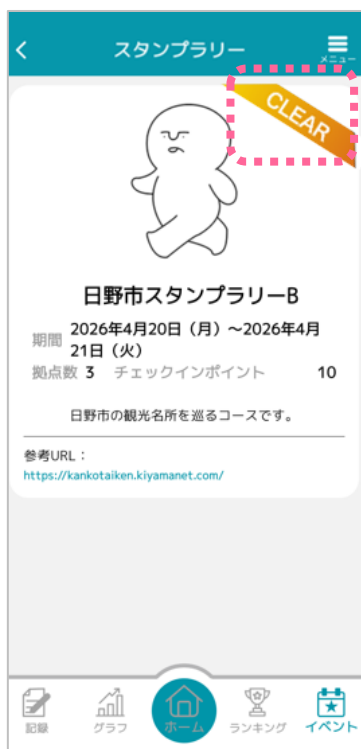 スタンプラリー
メニュー
CLEAR
日野市スタンプラリーB
期間 2026年4月20日（月）～2026年4月
21日（火）
拠点数 3 チェックインポイント 10
日野市の観光名所を巡るコースです。
参考URL：
https://kankotaiken.kiyamanet.com/
記録 グラフ ホーム ランキング イベント